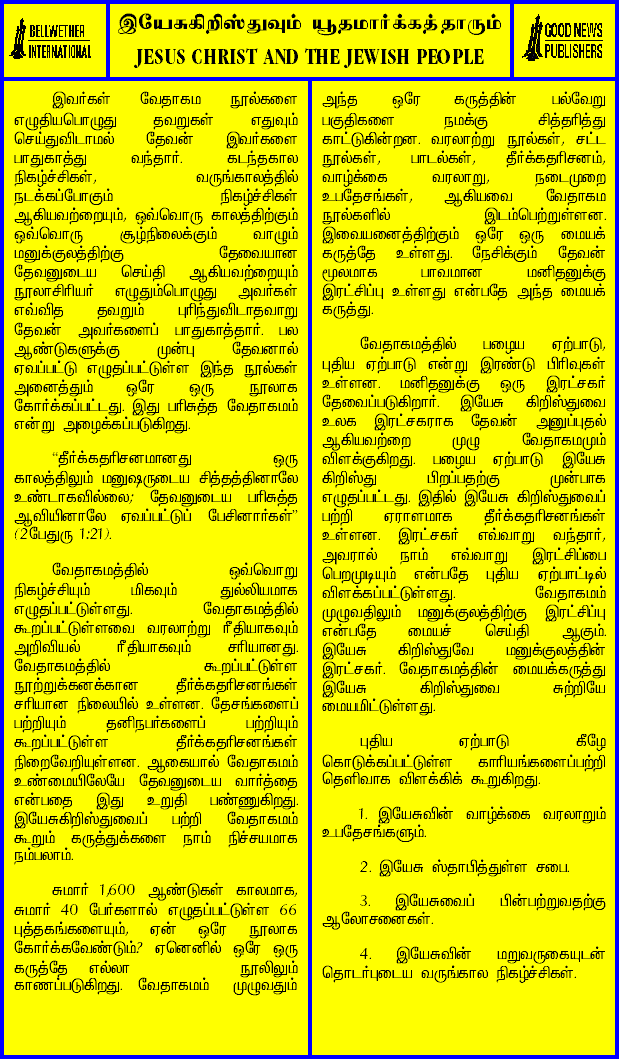 BELLWETHER
INTERNATIONAL
இயேசுகிறிஸ்துவும் யூதமார்க்கத்தாரும்
JESUS CHRIST AND THE JEWISH PEOPLE
GOOD NEWS
PUBLISHERS
இவர்கள் வேதாகம நூல்களை
எழுதியபொழுது தவறுகள் எதுவும்
செய்துவிடாமல் தேவன் இவர்களை
பாதுகாத்து வந்தார். கடந்தகால
நிகழ்ச்சிகள், வருங்காலத்தில்
நடக்கப்போகும் நிகழ்ச்சிகள்
ஆகியவற்றையும், ஒவ்வொரு காலத்திற்கும்
ஒவ்வொரு சூழ்நிலைக்கும் வாழும்
மனுக்குலத்திற்கு தேவையான
தேவனுடைய செய்தி ஆகியவற்றையும்
நூலாசிரியர் எழுதும்பொழுது அவர்கள்
எவ்வித தவறும் புரிந்துவிடாதவாறு
தேவன் அவர்களைப் பாதுகாத்தார். பல
ஆண்டுகளுக்கு முன்பு தேவனால்
ஏவப்பட்டு எழுதப்பட்டுள்ள இந்த நூல்கள்
அனைத்தும் ஒரே ஒரு நூலாக
கோர்க்கப்பட்டது. இது பரிசுத்த வேதாகமம்
என்று அழைக்கப்படுகிறது.
“தீர்க்கதரிசனமானது ஒரு
காலத்திலும் மனுஷருடைய சித்தத்தினாலே
உண்டாகவில்லை; தேவனுடைய பரிசுத்த
ஆவியினாலே ஏவப்பட்டுப் பேசினார்கள்”
(2பேதுரு 1:21).
வேதாகமத்தில் ஒவ்வொறு
நிகழ்ச்சியும் மிகவும் துல்லியமாக
எழுதப்பட்டுள்ளது. வேதாகமத்தில்
கூறப்பட்டுள்ளவை வரலாற்று ரீதியாகவும்
அறிவியல் ரீதியாகவும் சரியானது.
வேதாகமத்தில் கூறப்பட்டுள்ள
நூற்றுக்கனக்கான தீர்க்கதரிசனங்கள்
சரியான நிலையில் உள்ளன. தேசங்களைப்
பற்றியும் தனிநபர்களைப் பற்றியும்
கூறப்பட்டுள்ள தீர்க்கதரிசனங்கள்
நிறைவேறியுள்ளன. ஆகையால் வேதாகமம்
உண்மையிலேயே தேவனுடைய வார்த்தை
என்பதை இது உறுதி பண்ணுகிறது.
இயேசுகிறிஸ்துவைப் பற்றி வேதாகமம்
கூறும் கருத்துக்களை நாம் நிச்சயமாக
நம்பலாம்.
சுமார் 1,600 ஆண்டுகள் காலமாக,
சுமார் 40 பேர்களால் எழுதப்பட்டுள்ள 66
புத்தகங்களையும், ஏன் ஒரே நூலாக
கோர்க்கவேண்டும்? ஏனெனில் ஒரே ஒரு
கருத்தே எல்லா நூலிலும்
காணப்படுகிறது. வேதாகமம் முழுவதும்
அந்த ஒரே கருத்தின் பல்வேறு
பகுதிகளை நமக்கு சித்தரித்து
காட்டுகின்றன. வரலாற்று நூல்கள், சட்ட
நூல்கள், பாடல்கள், தீர்க்கதரிசனம்,
வாழ்க்கை வரலாறு, நடைமுறை
உபதேசங்கள், ஆகியவை வேதாகம
நூல்களில் இடம்பெற்றுள்ளன.
இவையனைத்திற்கும் ஒரே ஒரு மையக்
கருத்தே உள்ளது. நேசிக்கும் தேவன்
மூலமாக பாவமான மனிதனுக்கு
இரட்சிப்பு உள்ளது என்பதே அந்த மையக்
கருத்து.
வேதாகமத்தில் பழைய ஏற்பாடு,
புதிய ஏற்பாடு என்று இரண்டு பிரிவுகள்
உள்ளன. மனிதனுக்கு ஒரு இரட்சகர்
தேவைப்படுகிறார். இயேசு கிறிஸ்துவை
உலக இரட்சகராக தேவன் அனுப்புதல்
ஆகியவற்றை முழு வேதாகமமும்
விளக்குகிறது. பழைய ஏற்பாடு இயேசு
கிறிஸ்து பிறப்பதற்கு முன்பாக
எழுதப்பட்டது. இதில் இயேசு கிறிஸ்துவைப்
பற்றி ஏராளமாக தீர்க்கதரிசனங்கள்
உள்ளன. இரட்சகர் எவ்வாறு வந்தார்,
அவரால் நாம் எவ்வாறு இரட்சிப்பை
பெறமுடியும் என்பதே புதிய ஏற்பாட்டில்
விளக்கப்பட்டுள்ளது. வேதாகமம்
முழுவதிலும் மனுக்குலத்திற்கு இரட்சிப்பு
என்பதே மையச் செய்தி ஆகும்.
இயேசு கிறிஸ்துவே மனுக்குலத்தின்
இரட்சகர். வேதாகமத்தின் மையக்கருத்து
இயேசு கிறிஸ்துவை சுற்றியே
மையமிட்டுள்ளது.
புதிய ஏற்பாடு கீழே
கொடுக்கப்பட்டுள்ள காரியங்களைப்பற்றி
தெளிவாக விளக்கிக் கூறுகிறது.
1. இயேசுவின் வாழ்க்கை வரலாறும்
உபதேசங்களும்.
2. இயேசு ஸ்தாபித்துள்ள சபை.
3. இயேசுவைப் பின்பற்றுவதற்கு
ஆலோசனைகள்.
4. இயேசுவின் மறுவருகையுடன்
தொடர்புடைய வருங்கால நிகழ்ச்சிகள்.